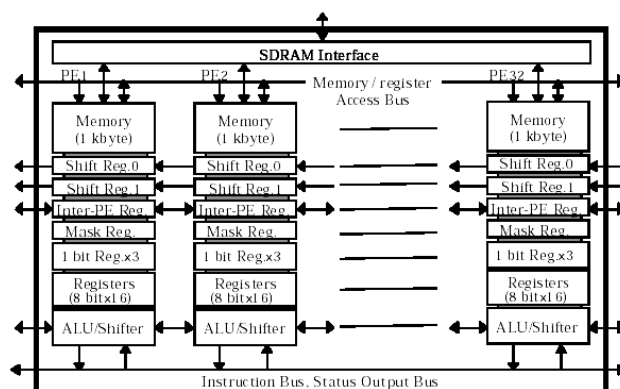 SDRAM Interface
PE1
PE2
PE32
Memory / register
Access Bus
Memory
(1 kbyte)
Memory
(1 kbyte)
Memory
(1 kbyte)
Shift Reg.0
Shift Reg.0
Shift Reg.0
Shift Reg.1
Shift Reg.1
Shift Reg.1
Inter-PE Reg.
Inter-PE Reg.
Inter-PE Reg.
Mask Reg.
Mask Reg.
Mask Reg.
1 bit Reg.x3
1 bit Reg.x3
1 bit Reg.x3
Registers
(8 bitx16)
Registers
(8 bitx16)
Registers
(8 bitx16)
ALU/Shifter
ALU/Shifter
ALU/Shifter
Instruction Bus, Status Output Bus